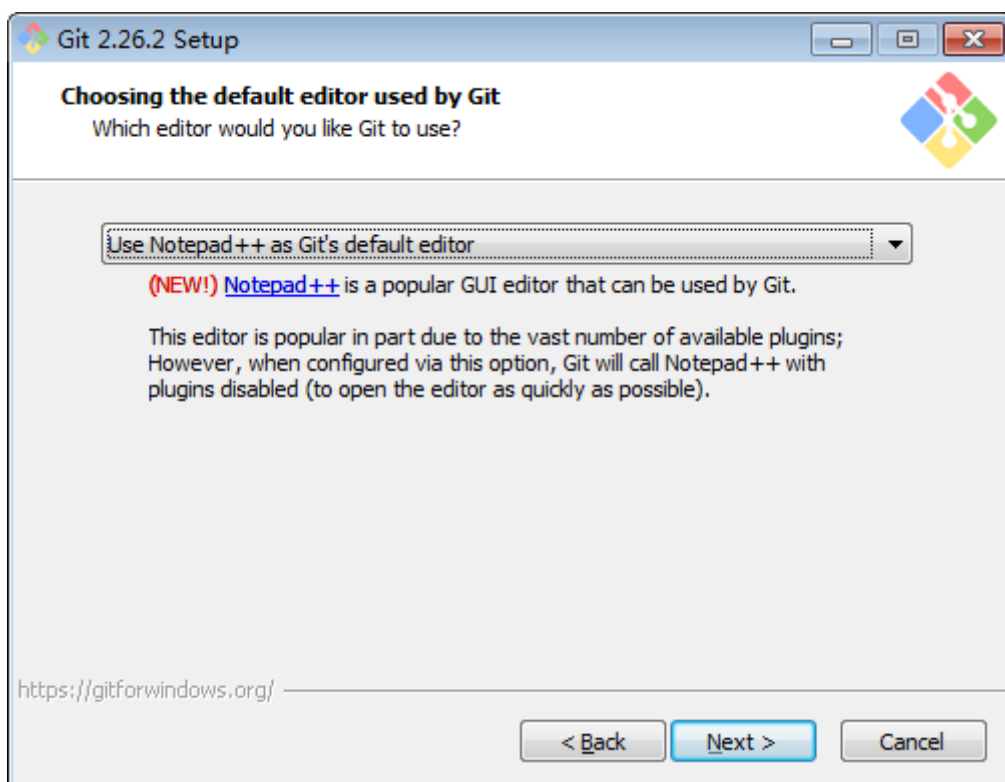 Git 2.26.2 Setup
Choosing the default editor used by Git
Which editor would you like Git to use?
Use Notepad++ as Git's default editor
(NEW!) Notepad++ is a popular GUI editor that can be used by Git.
This editor is popular in part due to the vast number of available plugins;
However, when configured via this option, Git will call Notepad++ with
plugins disabled (to open the editor as quickly as possible).
https://gitforwindows.org/
< Back
Next >
Cancel